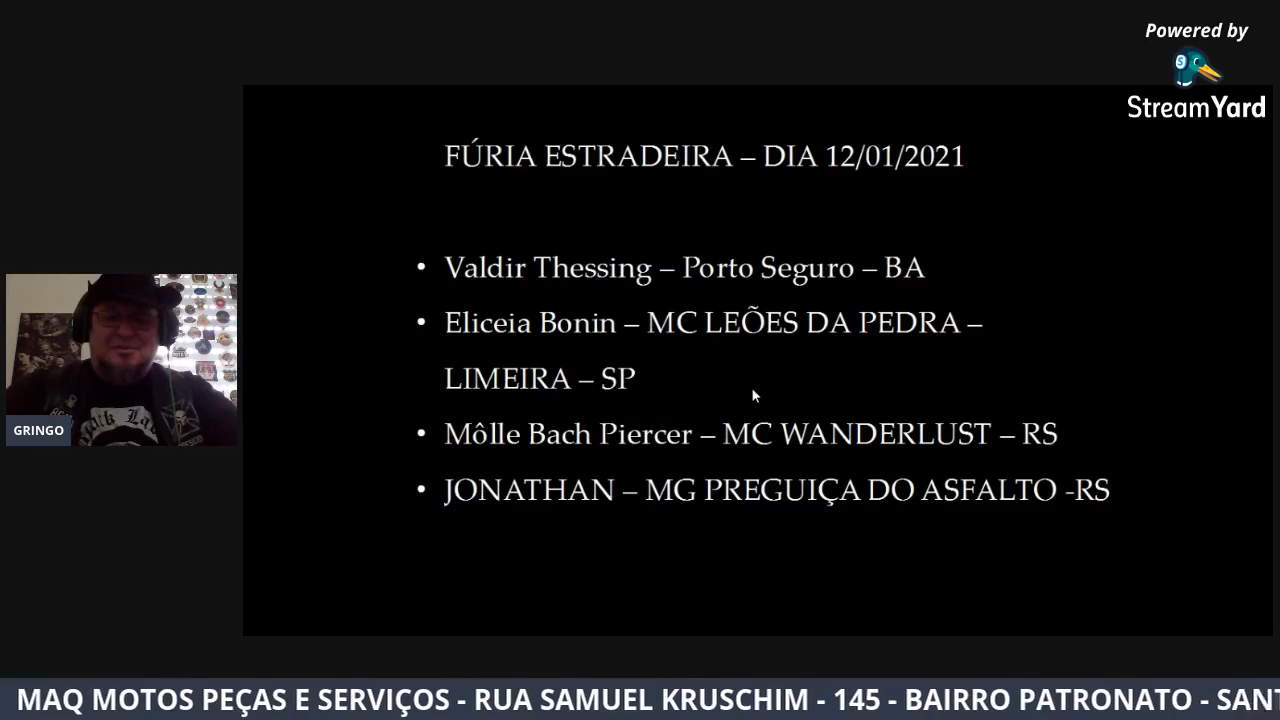 Powered by
StreamYard
FÚRIA ESTRADEIRA – DIA 12/01/2021
• Valdir Thessing – Porto Seguro – BA
• Eliceia Bonin – MC LEÕES DA PEDRA –
LIMEIRA – SP
• Môlle Bach Piercer – MC WANDERLUST – RS
• JONATHAN – MG PREGUIÇA DO ASFALTO -RS
GRINGO
MAQ MOTOS PEÇAS E SERVIÇOS - RUA SAMUEL KRUSCHIM - 145 - BAIRRO PATRONATO - SANT